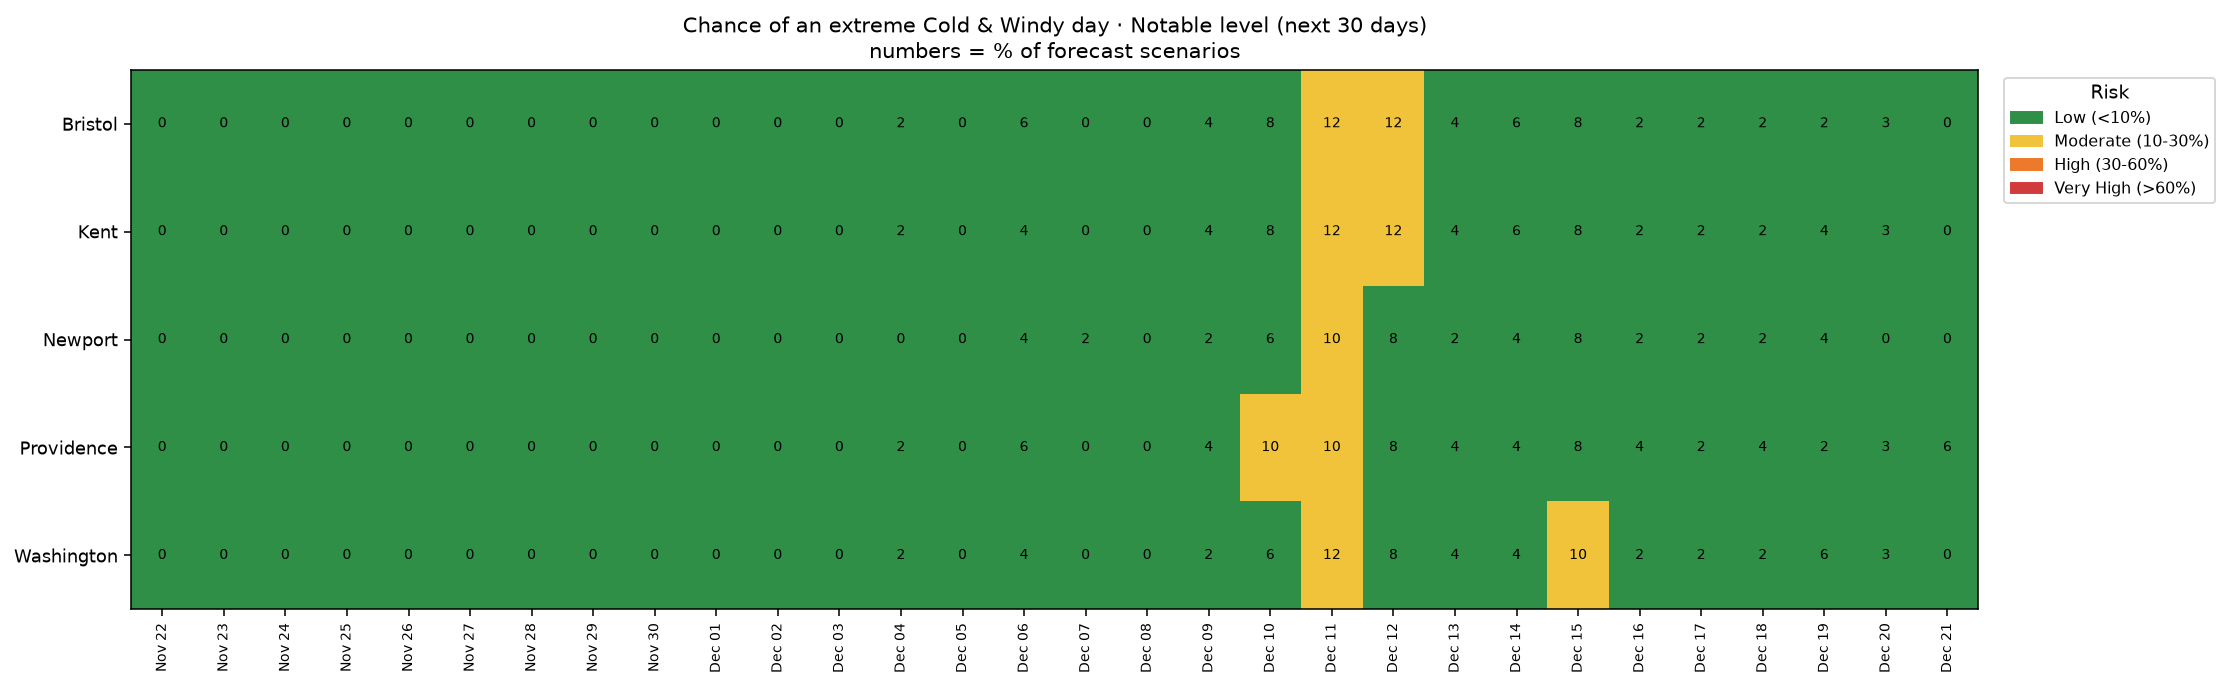 Chance of an extreme Cold & Windy day · Notable level (next 30 days)
numbers = % of forecast scenarios
Bristol 0 0 0 0 0 0 0 0 0 0 0 0 2 0 6 0 0 4 8 12 12 4 6 8 2 2 2 2 3 0
Kent 0 0 0 0 0 0 0 0 0 0 0 0 2 0 4 0 0 4 8 12 12 4 6 8 2 2 2 4 3 0
Newport 0 0 0 0 0 0 0 0 0 0 0 0 0 0 4 2 0 2 6 10 8 2 4 8 2 2 2 4 0 0
Providence 0 0 0 0 0 0 0 0 0 0 0 0 2 0 6 0 0 4 10 10 8 4 4 8 4 2 4 2 3 6
Washington 0 0 0 0 0 0 0 0 0 0 0 0 2 0 4 0 0 2 6 12 8 4 4 10 2 2 2 6 3 0
Nov 22 Nov 23 Nov 24 Nov 25 Nov 26 Nov 27 Nov 28 Nov 29 Nov 30 Dec 01 Dec 02 Dec 03 Dec 04 Dec 05 Dec 06 Dec 07 Dec 08 Dec 09 Dec 10 Dec 11 Dec 12 Dec 13 Dec 14 Dec 15 Dec 16 Dec 17 Dec 18 Dec 19 Dec 20 Dec 21
Risk
Low (<10%)
Moderate (10-30%)
High (30-60%)
Very High (>60%)